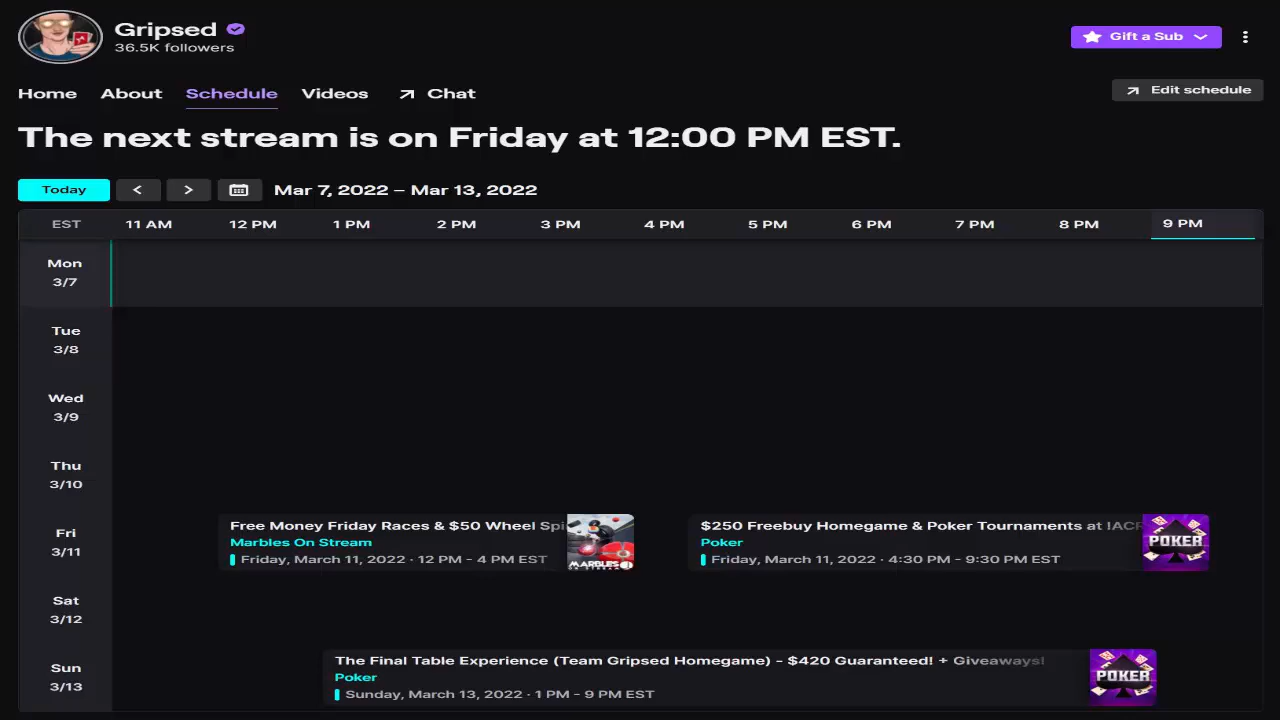 Gripsed
36.5K followers
Gift a Sub
Home About Schedule Videos Chat
Edit schedule
The next stream is on Friday at 12:00 PM EST.
Today
Mar 7, 2022 – Mar 13, 2022
EST 11 AM 12 PM 1 PM 2 PM 3 PM 4 PM 5 PM 6 PM 7 PM 8 PM 9 PM
Mon
3/7
Tue
3/8
Wed
3/9
Thu
3/10
Fri
3/11
Free Money Friday Races & $50 Wheel Spi
Marbles On Stream
Friday, March 11, 2022 · 12 PM - 4 PM EST
MARBLES
ON STREAM
$250 Freebuy Homegame & Poker Tournaments at !ACR
Poker
Friday, March 11, 2022 · 4:30 PM - 9:30 PM EST
POKER
Sat
3/12
Sun
3/13
The Final Table Experience (Team Gripsed Homegame) - $420 Guaranteed! + Giveaways!
Poker
Sunday, March 13, 2022 · 1 PM - 9 PM EST
POKER